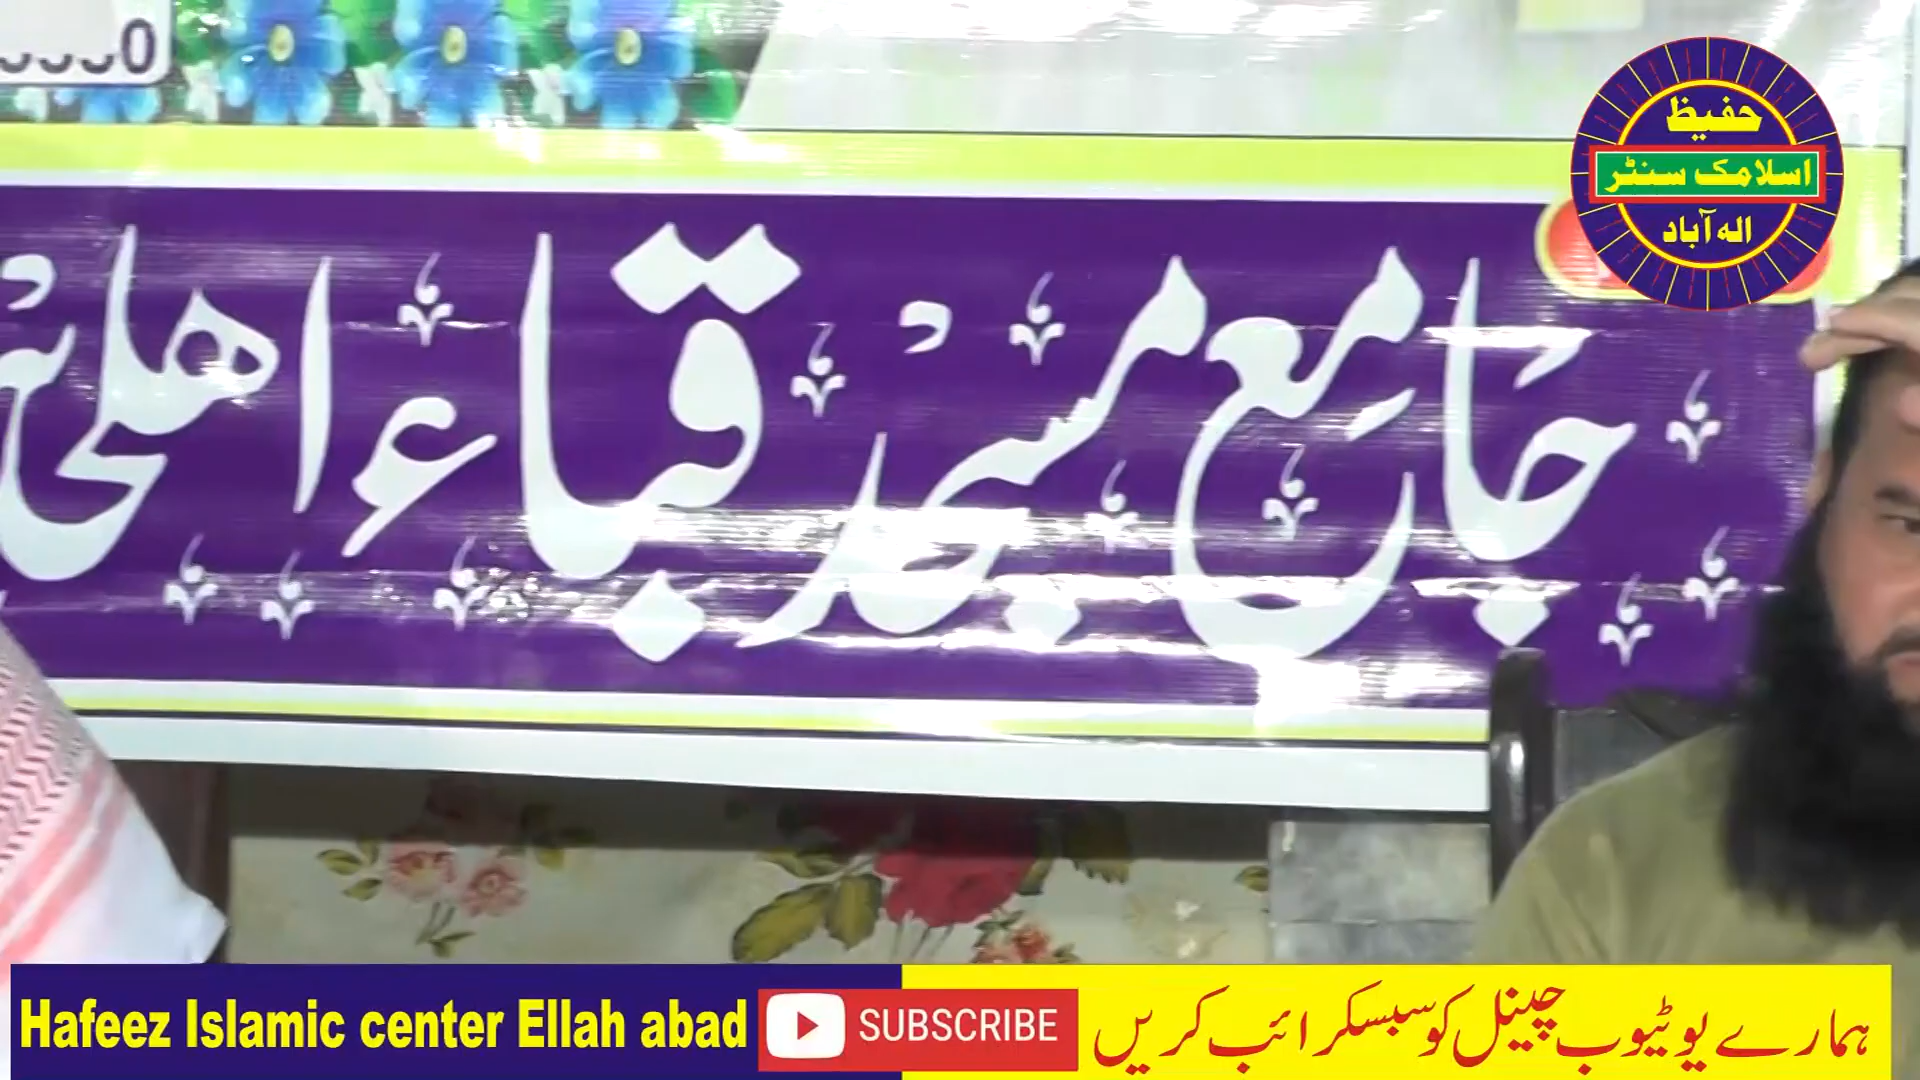 حفیظ
اسلامک سنٹر
الہ آباد
جامع مسجد قباء اھلح
Hafeez Islamic center Ellah abad
SUBSCRIBE
ہمارے یوٹیوب چینل کو سبسکرائب کریں